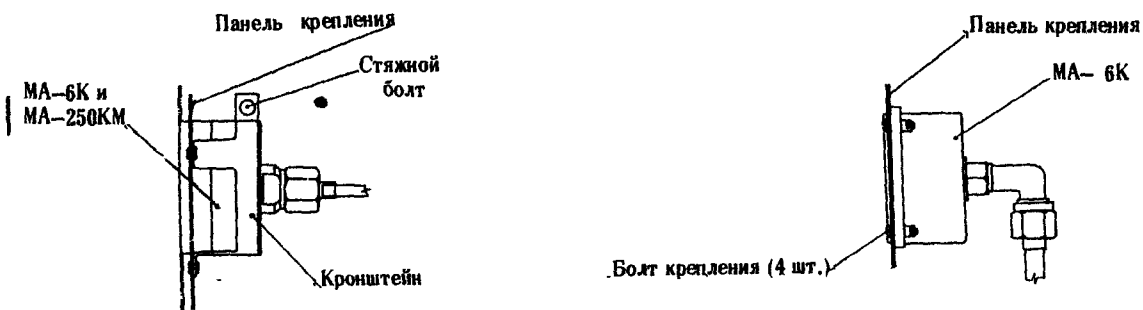 Панель крепления
Стяжной
болт
МА–6К и
МА–250КМ
Кронштейн
Панель крепления
МА– 6К
Болт крепления (4 шт.)